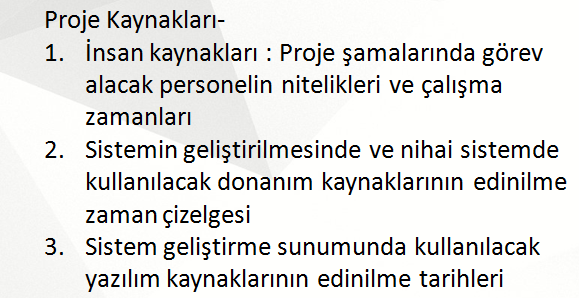 Proje Kaynakları-
1. İnsan kaynakları : Proje şamalarında görev
alacak personelin nitelikleri ve çalışma
zamanları
2. Sistemin geliştirilmesinde ve nihai sistemde
kullanılacak donanım kaynaklarının edinilme
zaman çizelgesi
3. Sistem geliştirme sunumunda kullanılacak
yazılım kaynaklarının edinilme tarihleri